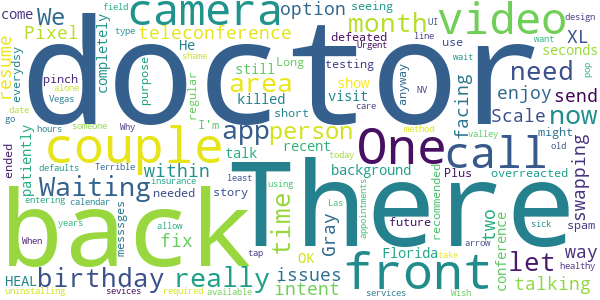 doctor
There
back
camera
video
couple
One
call
front
We
month
option
XL
need
Pixel
teleconference
come
resume
completely
He
Long
still
area
use
defeated
seeing
field
UI
testing
everydsy
pinch
purpose
killed
show
line
Urgent
seconds
pop
wait
design
type
shame
want
visit
anyway
NV
enjoy
send
date
alone
Vegas
regular
short
care
facing
someone
app
person
now
go
Why
I'm
method
Scale
might
hours
patiently
messsges
talk
recent
today
valley
old
Waiting
within
background
Plus
overreacted
ended
defaults
needed
insurance
at least
story
using
time
Gray
future
recommended
two
let
swapping
way
When
calendar
Terrible
fix
OK
Las
appointments
conference
sick
spam
years
entering
HEAL
birthday
really
issues
Florida
take
arrow
talking
healthy
uninstalling
sevices
required
allow
available
tap
intent
services
Wish